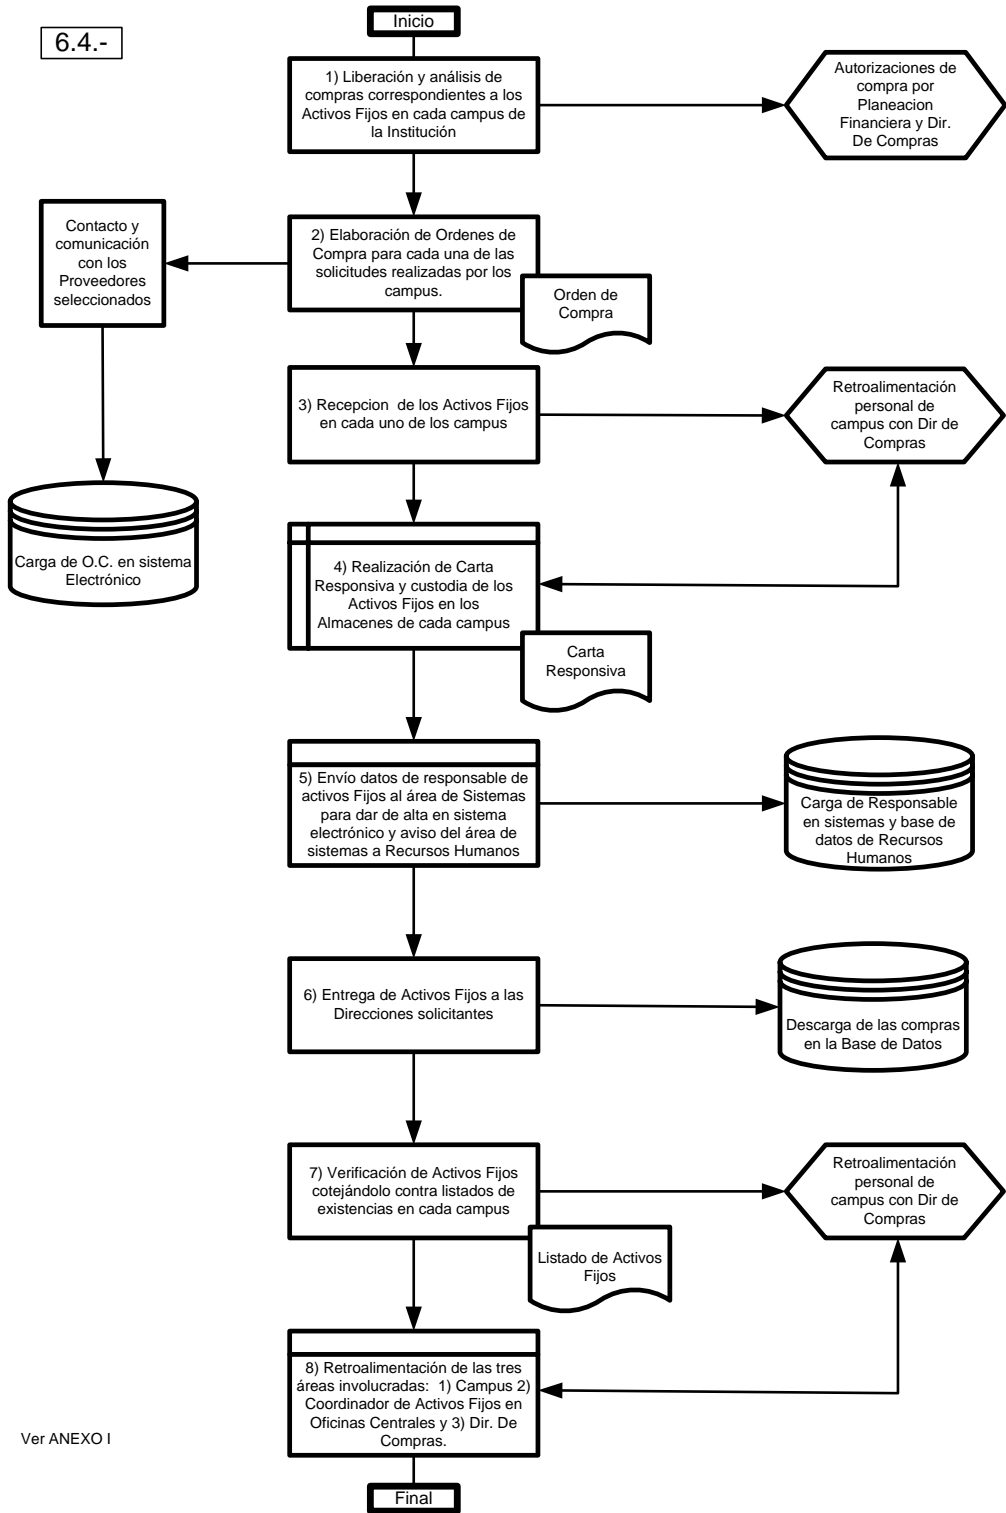 6.4.-
Inicio
1) Liberación y análisis de
compras correspondientes a los
Activos Fijos en cada campus de
la Institución
Autorizaciones de
compra por
Planeacion
Financiera y Dir.
De Compras
Contacto y
comunicación
con los
Proveedores
seleccionados
2) Elaboración de Ordenes de
Compra para cada una de las
solicitudes realizadas por los
campus.
Orden de
Compra
3) Recepcion  de los Activos Fijos
en cada uno de los campus
Retroalimentación
personal de
campus con Dir de
Compras
Carga de O.C. en sistema
Electrónico
4) Realización de Carta
Responsiva y custodia de los
Activos Fijos en los
Almacenes de cada campus
Carta
Responsiva
5) Envío datos de responsable de
activos Fijos al área de Sistemas
para dar de alta en sistema
electrónico y aviso del área de
sistemas a Recursos Humanos
Carga de Responsable
en sistemas y base de
datos de Recursos
Humanos
6) Entrega de Activos Fijos a las
Direcciones solicitantes
Descarga de las compras
en la Base de Datos
7) Verificación de Activos Fijos
cotejándolo contra listados de
existencias en cada campus
Listado de Activos
Fijos
Retroalimentación
personal de
campus con Dir de
Compras
8) Retroalimentación de las tres
áreas involucradas:  1) Campus 2)
Coordinador de Activos Fijos en
Oficinas Centrales y 3) Dir. De
Compras.
Ver ANEXO I
Final